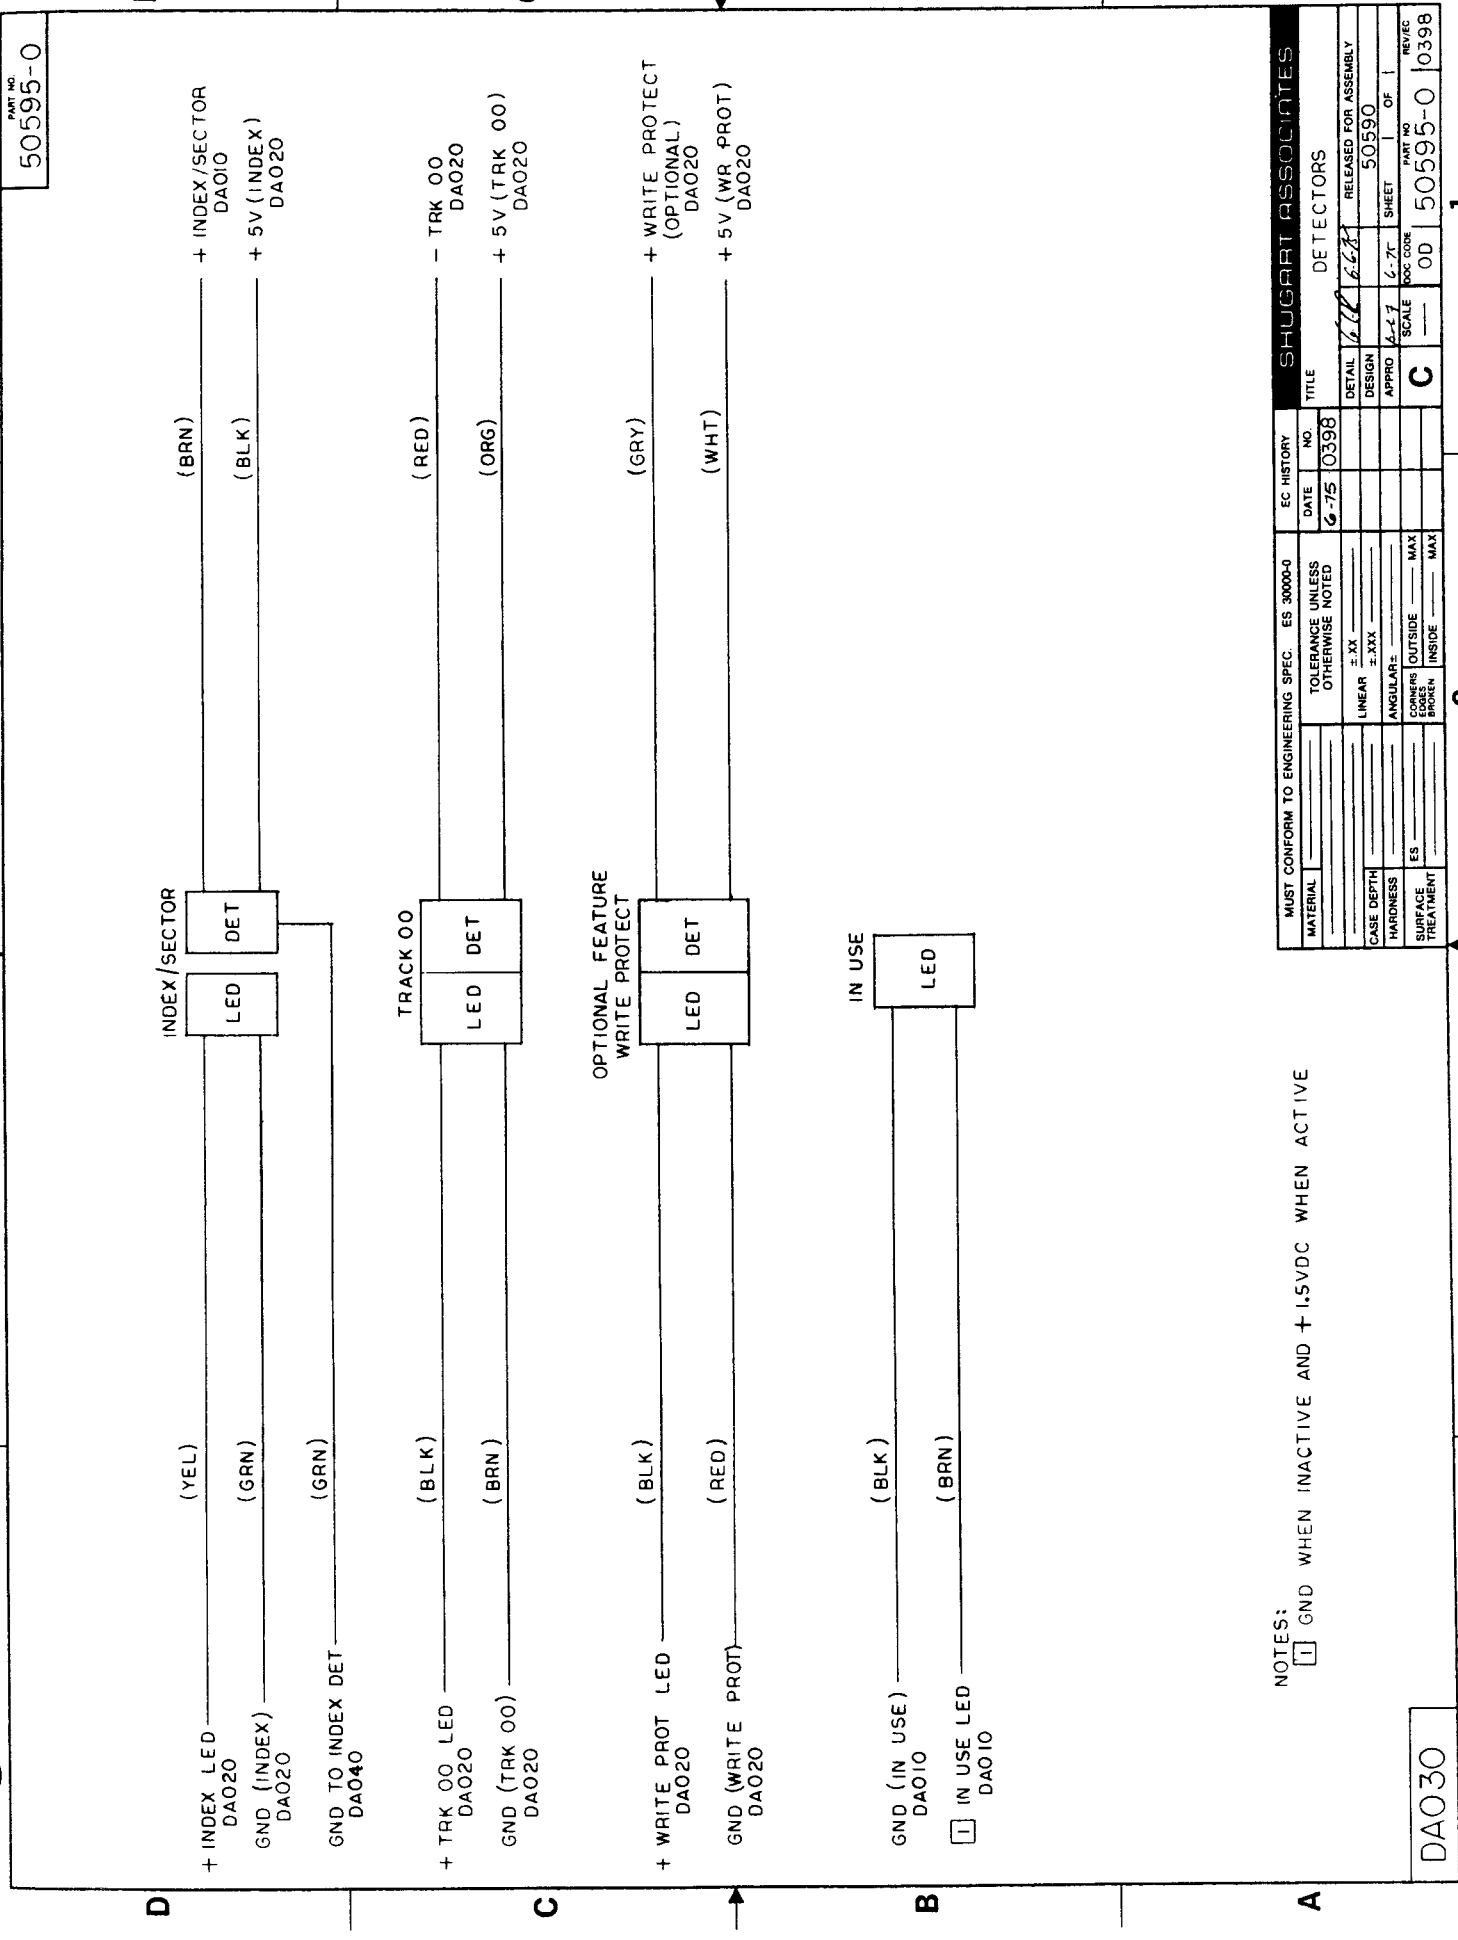 PART NO.
50595-0
INDEX/SECTOR
LED
DET
+ INDEX LED
DA020
(YEL)
GND (INDEX)
DA020
(GRN)
GND TO INDEX DET
DA040
(GRN)
(BRN)
+ INDEX/SECTOR
DA010
(BLK)
+ 5V (INDEX)
DA020
TRACK 00
LED
DET
+ TRK 00 LED
DA020
(BLK)
GND (TRK 00)
DA020
(BRN)
(RED)
- TRK 00
DA020
(ORG)
+ 5V (TRK 00)
DA020
OPTIONAL FEATURE
WRITE PROTECT
LED
DET
+ WRITE PROT LED
DA020
(BLK)
GND (WRITE PROT)
DA020
(RED)
(GRY)
+ WRITE PROTECT
(OPTIONAL)
DA020
(WHT)
+ 5V (WR PROT)
DA020
IN USE
LED
GND (IN USE)
DA010
(BLK)
1 IN USE LED
DA010
(BRN)
NOTES:
1 GND WHEN INACTIVE AND +1.5VDC WHEN ACTIVE
DA030
D
C
B
A
MUST CONFORM TO ENGINEERING SPEC. ES 30000-0
MATERIAL
CASE DEPTH
HARDNESS
SURFACE
TREATMENT
ES
TOLERANCE UNLESS
OTHERWISE NOTED
LINEAR
±.XX
±.XXX
ANGULAR±
CORNERS
EDGES
BROKEN
OUTSIDE MAX
INSIDE MAX
EC HISTORY
DATE NO.
6-75 0398
SHUGART ASSOCIATES
TITLE
DETECTORS
DETAIL
DESIGN
APPRO
RELEASED FOR ASSEMBLY
50590
SHEET 1 OF 1
C
SCALE
DOC CODE
OD
PART NO
50595-0
REV/EC
0398
1